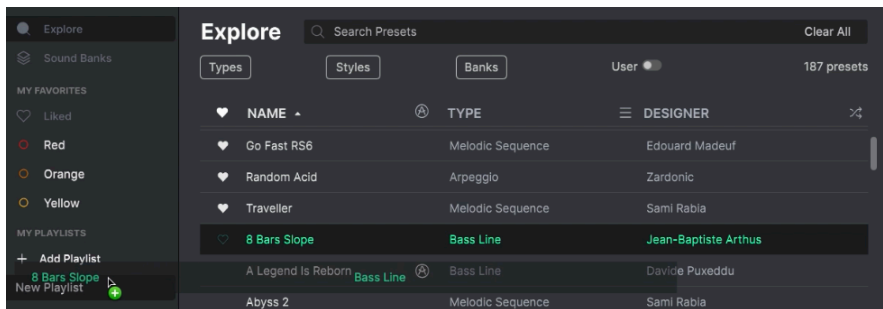 Explore
Sound Banks
MY FAVORITES
Liked
Red
Orange
Yellow
MY PLAYLISTS
Add Playlist
8 Bars Slope
New Playlist
Explore Search Presets Clear All
Types Styles Banks User 187 presets
NAME TYPE DESIGNER
Go Fast RS6 Melodic Sequence Edouard Madeuf
Random Acid Arpeggio Zardonic
Traveller Melodic Sequence Sami Rabia
8 Bars Slope Bass Line Jean-Baptiste Arthus
A Legend Is Reborn Bass Line Bass Line Davide Puxeddu
Abyss 2 Melodic Sequence Sami Rabia